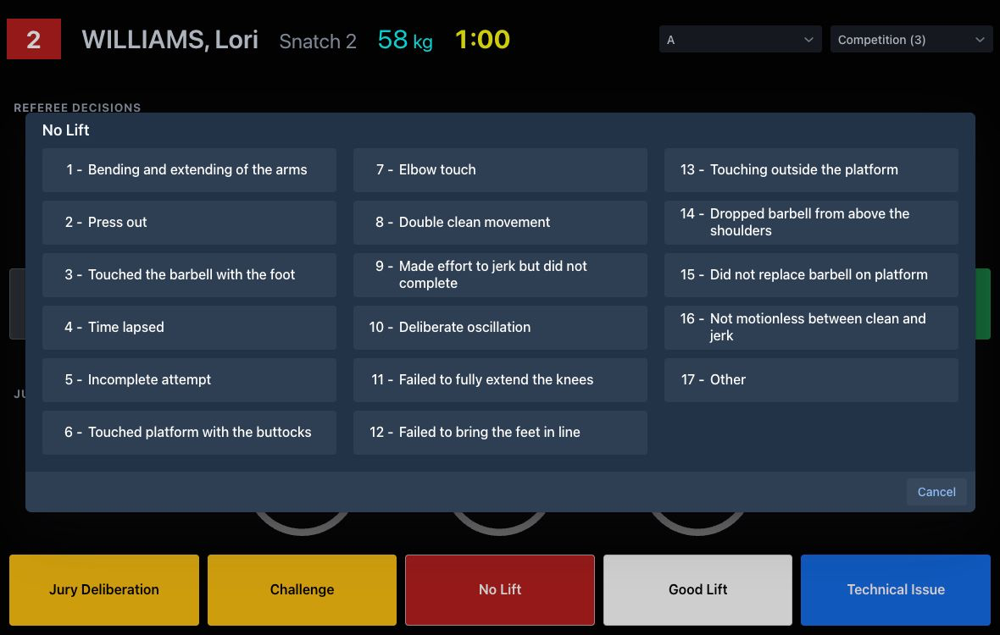 2 WILLIAMS, Lori Snatch 2 58 kg 1:00 A Competition (3)
REFEREE DECISIONS
No Lift
1 - Bending and extending of the arms
2 - Press out
3 - Touched the barbell with the foot
4 - Time lapsed
5 - Incomplete attempt
6 - Touched platform with the buttocks
7 - Elbow touch
8 - Double clean movement
9 - Made effort to jerk but did not
complete
10 - Deliberate oscillation
11 - Failed to fully extend the knees
12 - Failed to bring the feet in line
13 - Touching outside the platform
14 - Dropped barbell from above the
shoulders
15 - Did not replace barbell on platform
16 - Not motionless between clean and
jerk
17 - Other
Cancel
Jury Deliberation Challenge No Lift Good Lift Technical Issue